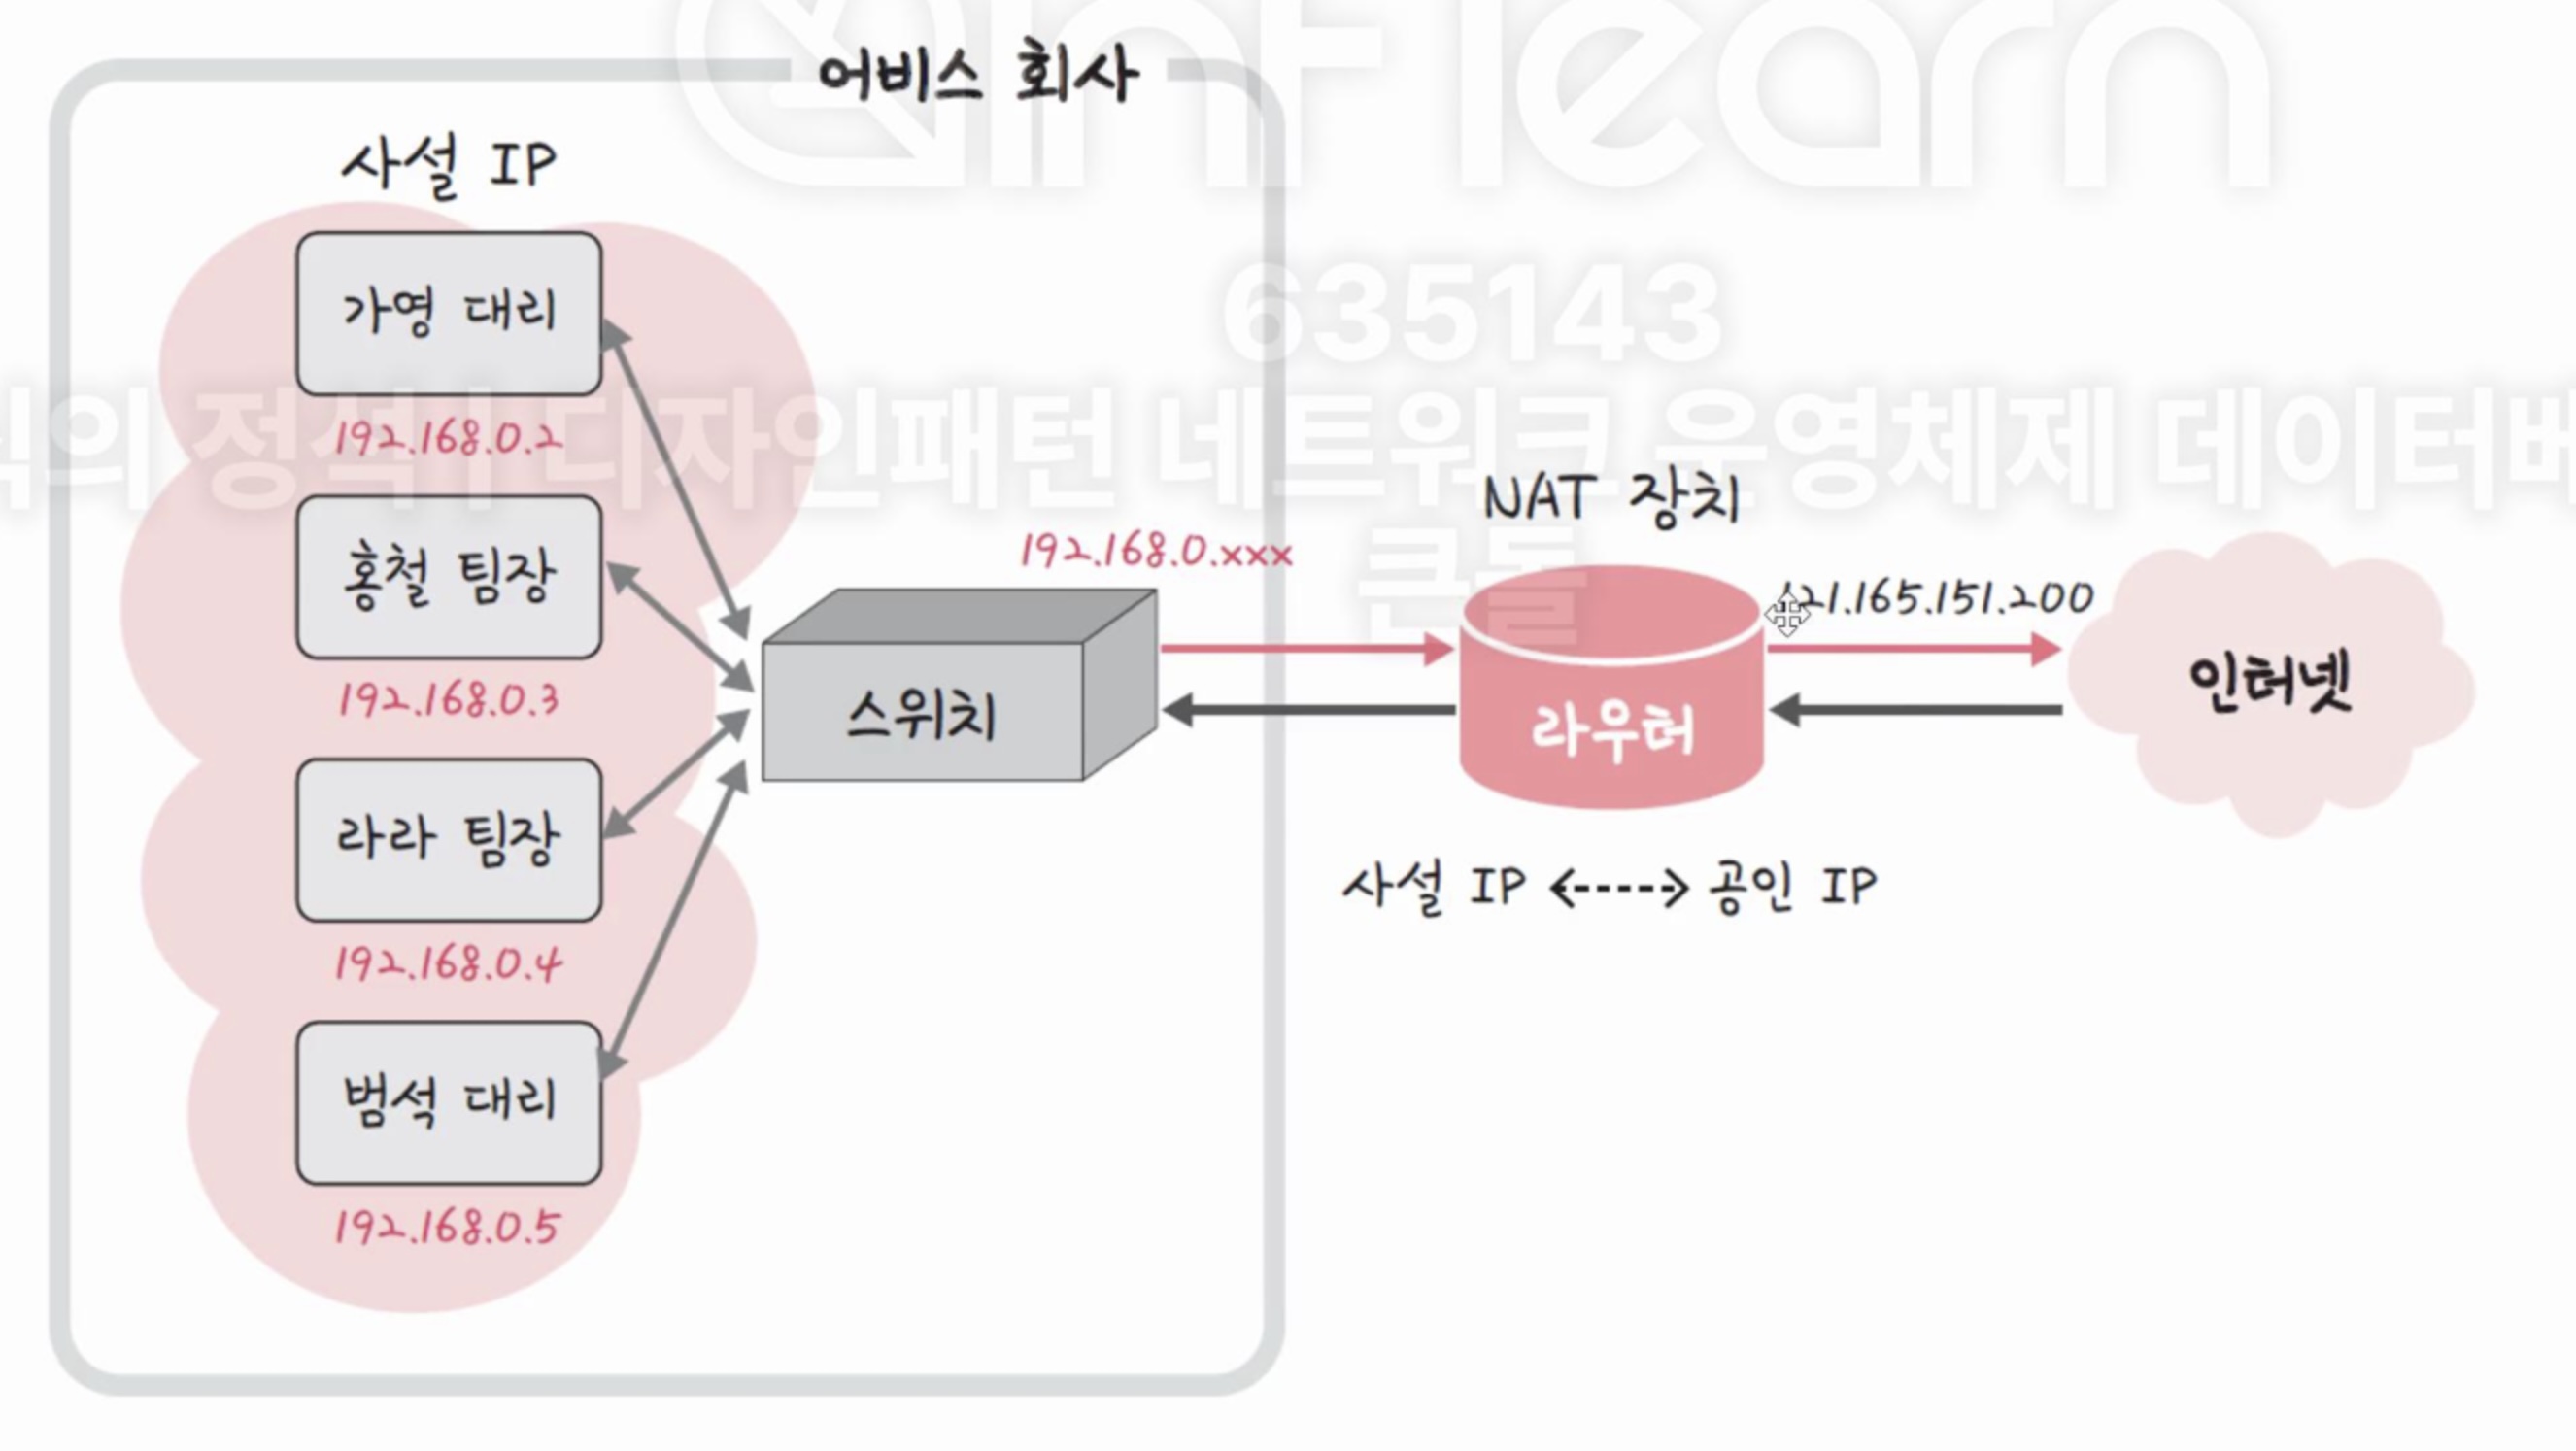 inflearn
어비스 회사
사설 IP
635143
가영 대리
192.168.0.2
의 정석 | 디자인패턴 네트워크 운영체제 데이터베
NAT 장치
큰돌
홍철 팀장
192.168.0.3
192.168.0.xxx
121.165.151.200
스위치
라우터
인터넷
라라 팀장
192.168.0.4
사설 IP <----> 공인 IP
범석 대리
192.168.0.5